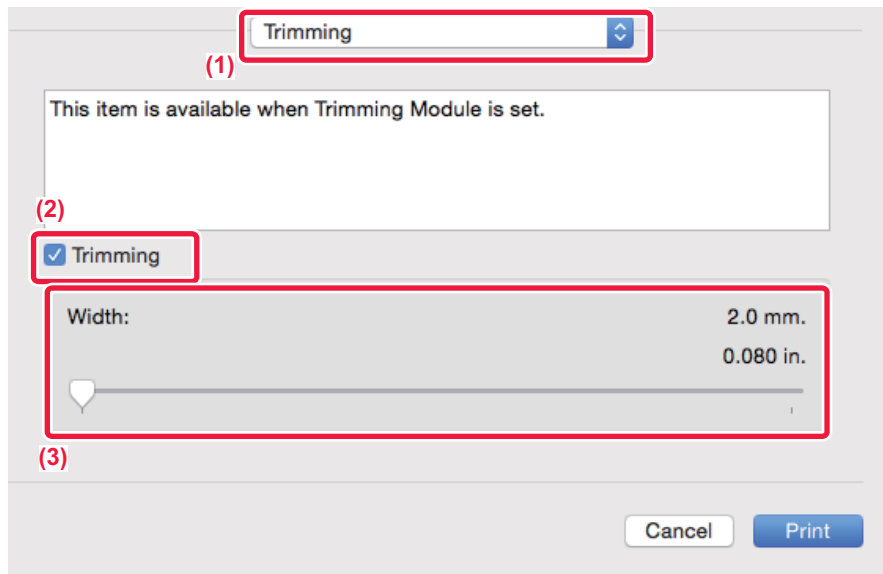 Trimming
(1)
This item is available when Trimming Module is set.
(2)
Trimming
Width: 2.0 mm.
0.080 in.
(3)
Cancel Print